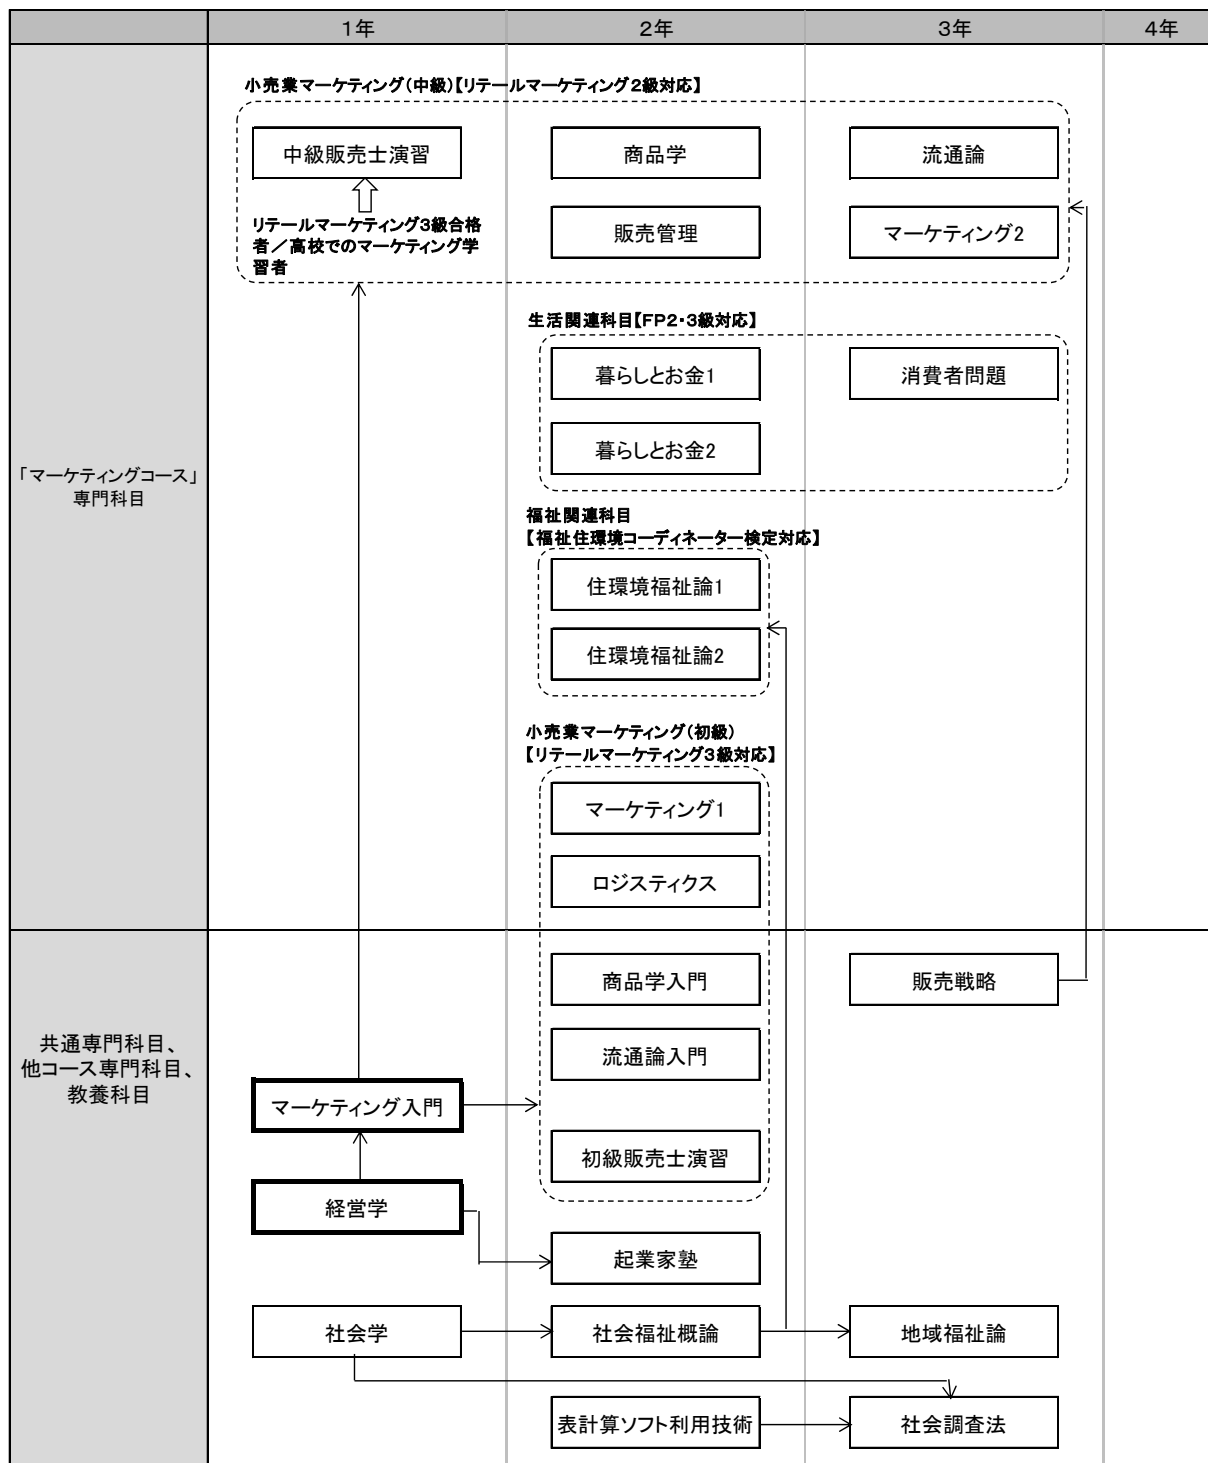 1年
2年
3年
4年
小売業マーケティング(中級)【リテールマーケティング2級対応】
中級販売士演習
商品学
流通論
リテールマーケティング3級合格
者／高校でのマーケティング学
習者
販売管理
マーケティング2
生活関連科目【FP2・3級対応】
暮らしとお金1
消費者問題
暮らしとお金2
「マーケティングコース」
専門科目
福祉関連科目
【福祉住環境コーディネーター検定対応】
住環境福祉論1
住環境福祉論2
小売業マーケティング(初級)
【リテールマーケティング3級対応】
マーケティング1
ロジスティクス
商品学入門
販売戦略
共通専門科目、
他コース専門科目、
教養科目
流通論入門
マーケティング入門
初級販売士演習
経営学
起業家塾
社会学
社会福祉概論
地域福祉論
表計算ソフト利用技術
社会調査法